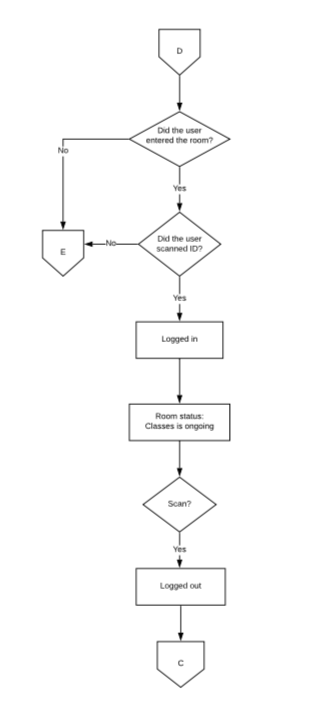 D
Did the user
entered the room?
No
Yes
Did the user
scanned ID?
No
E
Yes
Logged in
Room status:
Classes is ongoing
Scan?
Yes
Logged out
C